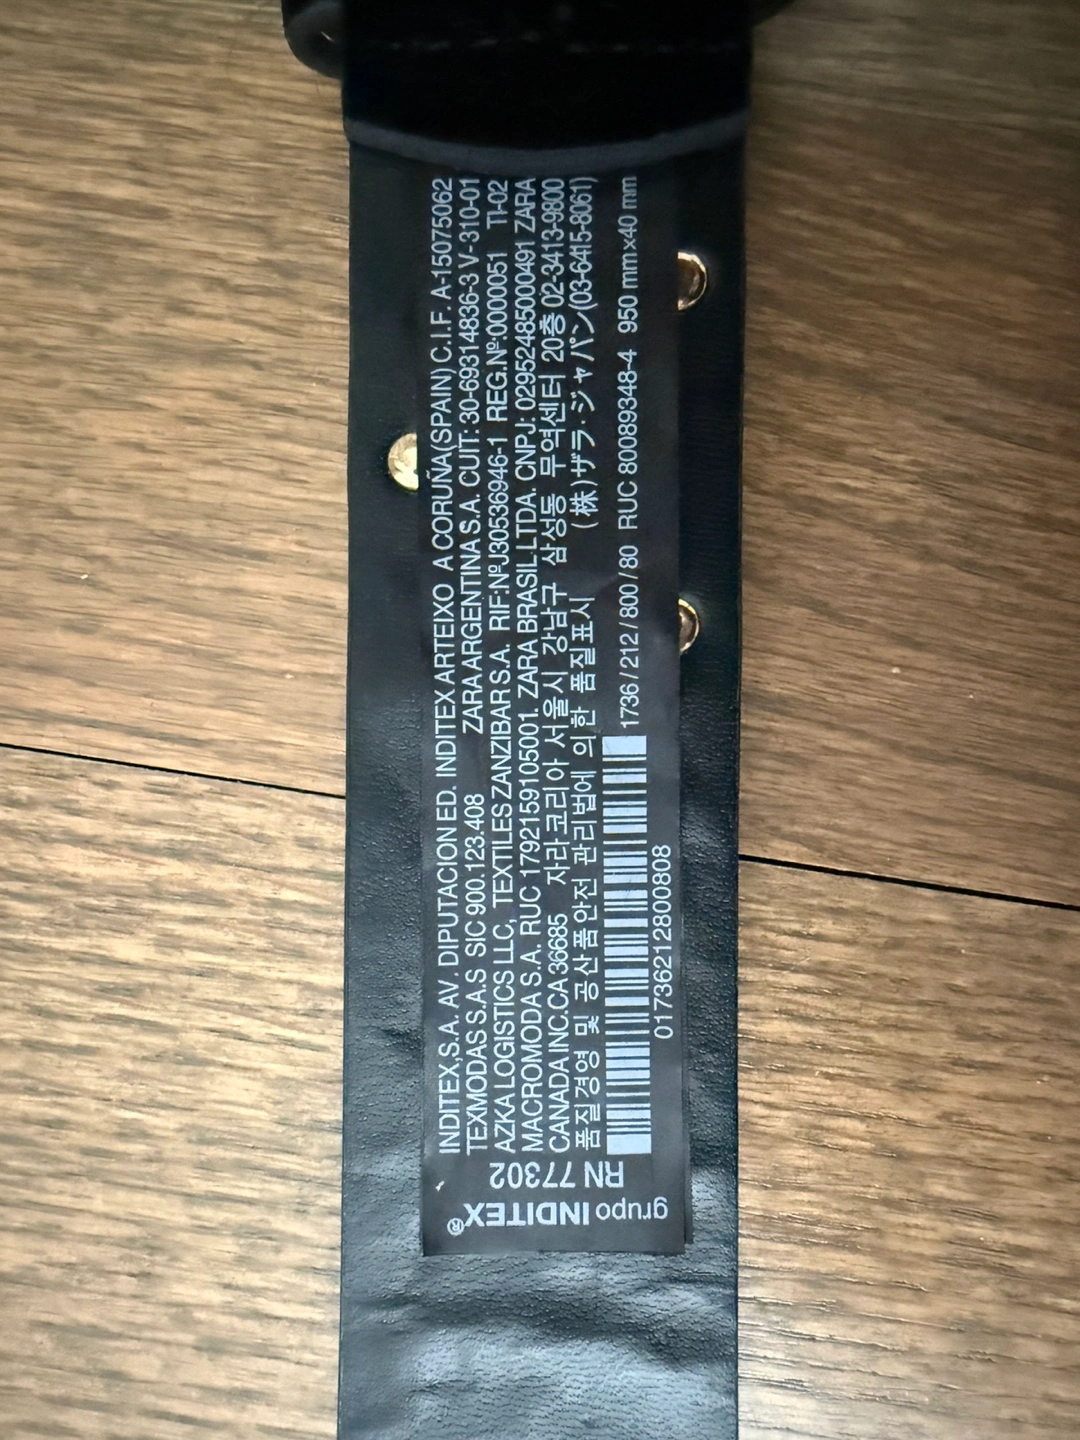 INDITEX,S.A. AV. DIPUTACION ED. INDITEX ARTEIXO A CORUÑA(SPAIN) C.I.F. A-15075062
TEXMODAS S.A.S SIC 900.123.408 ZARA ARGENTINA S.A. CUIT: 30-69314836-3 V-310-01
AZKA LOGISTICS LLC, TEXTILES ZANZIBAR S.A. RIF:NºJ30536946-1 REG.Nº:0000051 TI-02
MACROMODA S.A. RUC 1792159105001. ZARA BRASIL LTDA. CNPJ: 02952485000491 ZARA
CANADA INC.CA 36685 자라코리아 서울시 강남구 삼성동 무역센터 20층 02-3413-9800
품질경영 및 공산품안전 관리법에 의한 품질표시 (株)ザラ·ジャパン(03-6415-8061)
1736 / 212 / 800 / 80 RUC 80089348-4 950 mm×40 mm
01736212800808
RN 77302
grupo INDITEX®